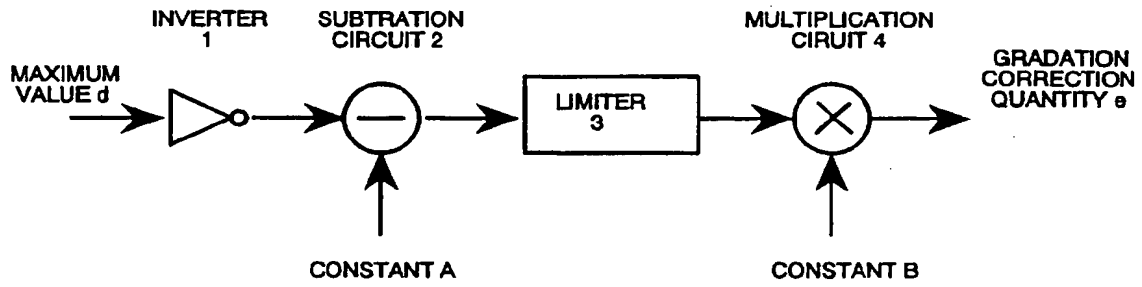 INVERTER
1
SUBTRATION
CIRCUIT 2
MULTIPLICATION
CIRUIT 4
MAXIMUM
VALUE d
LIMITER
3
GRADATION
CORRECTION
QUANTITY e
CONSTANT A
CONSTANT B